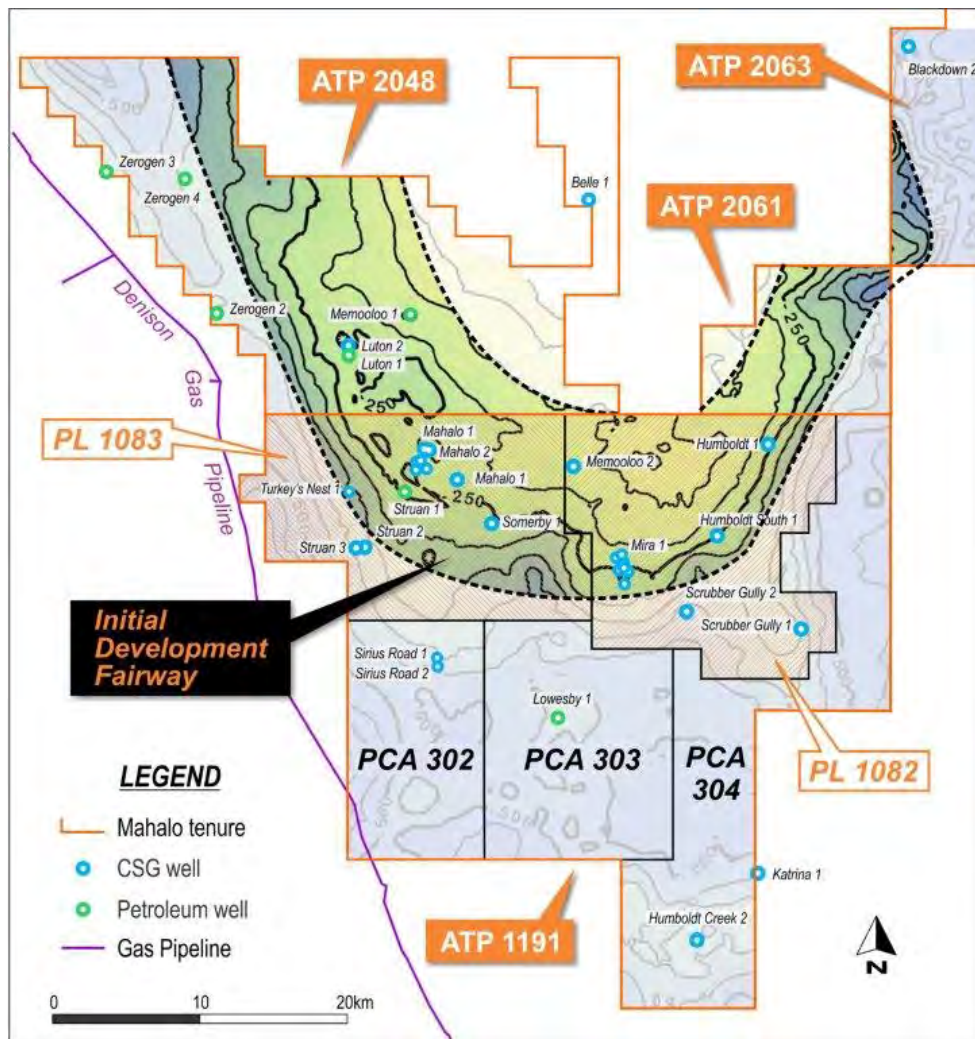 ATP 2048
ATP 2063
Blackdown 2
500
Zerogen 3
Zerogen 4
Belle 1
ATP 2061
Denison
Gas
Pipeline
Zerogen 2
Memooloo 1
Luton 2
Luton 1
-250
-250
PL 1083
Mahalo 1
Mahalo 2
Mahalo 1
Memooloo 2
Humboldt 1
Turkey's Nest 1
Struan 1
-250
Somerby 1
Humboldt South 1
Struan 2
Struan 3
Mira 1
Initial
Development
Fairway
Scrubber Gully 2
Scrubber Gully 1
Sirius Road 1
Sirius Road 2
Lowesby 1
PCA 302
PCA 303
PCA
304
PL 1082
LEGEND
Mahalo tenure
CSG well
Petroleum well
Gas Pipeline
Katrina 1
ATP 1191
Humboldt Creek 2
N
0
10
20km